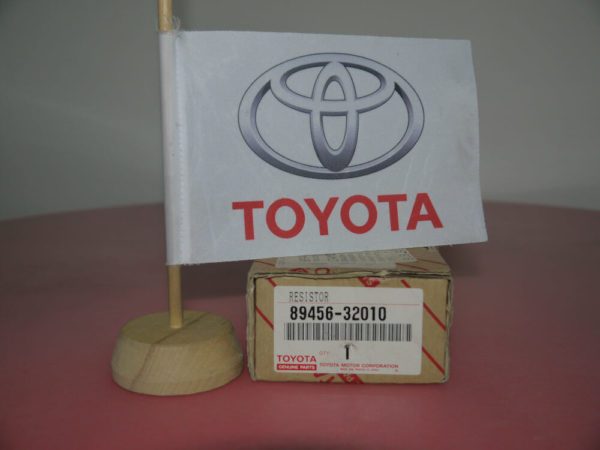 TOYOTA
RESISTOR
89456-32010
QTY 1
TOYOTA
GENUINE PARTS
TOYOTA MOTOR CORPORATION